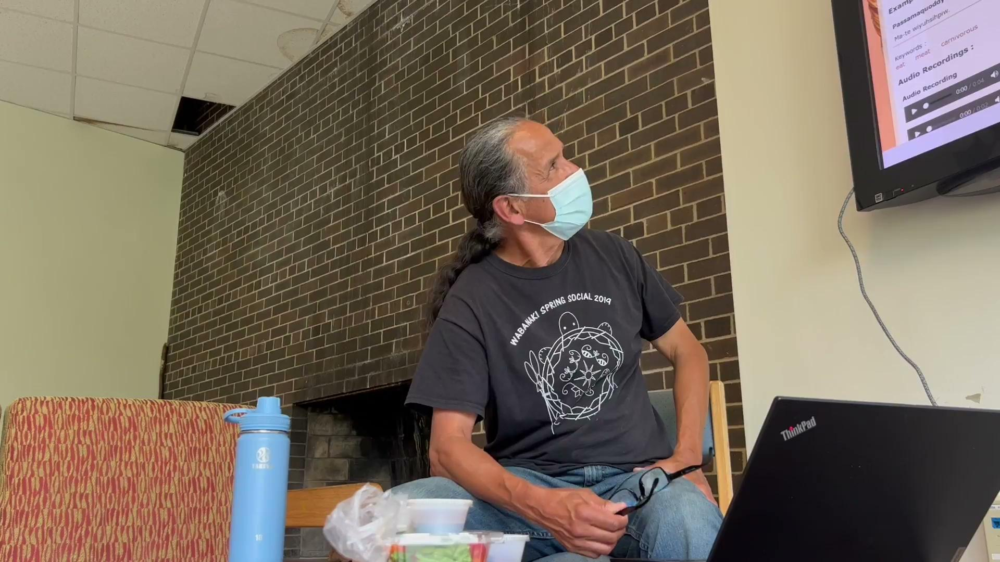 Passamaquoddy
Ma-te wiyuhsihpiw.
Keywords :
eat meat carnivorous
Audio Recordings :
Audio Recording
0:00 / 0:04
0:00 / 0:02
WABANAKI SPRING SOCIAL 2019
ThinkPad
18